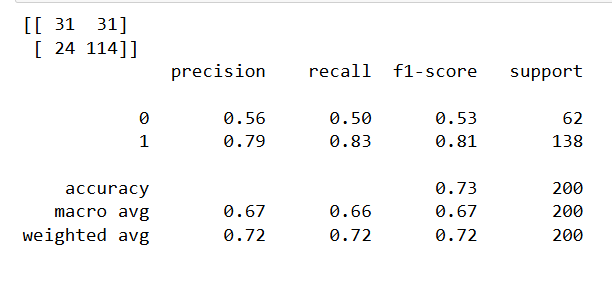 [[ 31  31]
 [ 24 114]]
              precision    recall  f1-score   support

           0       0.56      0.50      0.53        62
           1       0.79      0.83      0.81       138

    accuracy                           0.73       200
   macro avg       0.67      0.66      0.67       200
weighted avg       0.72      0.72      0.72       200